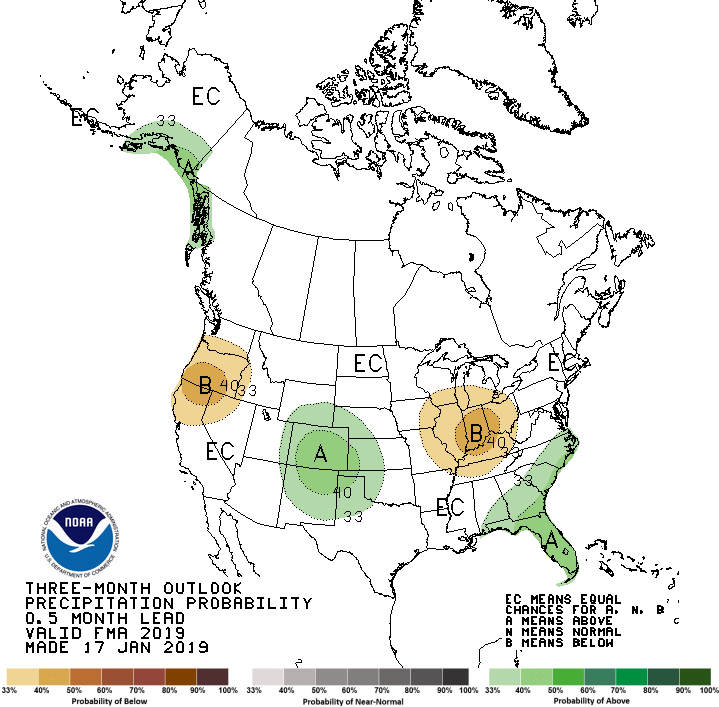 EC
EC
33
A
EC
B
40
33
EC
B
40
33
EC
A
40
33
33
EC
A
NATIONAL OCEANIC AND ATMOSPHERIC ADMINISTRATION
NOAA
U.S. DEPARTMENT OF COMMERCE
THREE-MONTH OUTLOOK
PRECIPITATION PROBABILITY
0.5 MONTH LEAD
VALID FMA 2019
MADE 17 JAN 2019
EC MEANS EQUAL
CHANCES FOR A, N, B
A MEANS ABOVE
N MEANS NORMAL
B MEANS BELOW
33% 40% 50% 60% 70% 80% 90% 100%
Probability of Below
33% 40% 50% 60% 70% 80% 90% 100%
Probability of Near-Normal
33% 40% 50% 60% 70% 80% 90% 100%
Probability of Above